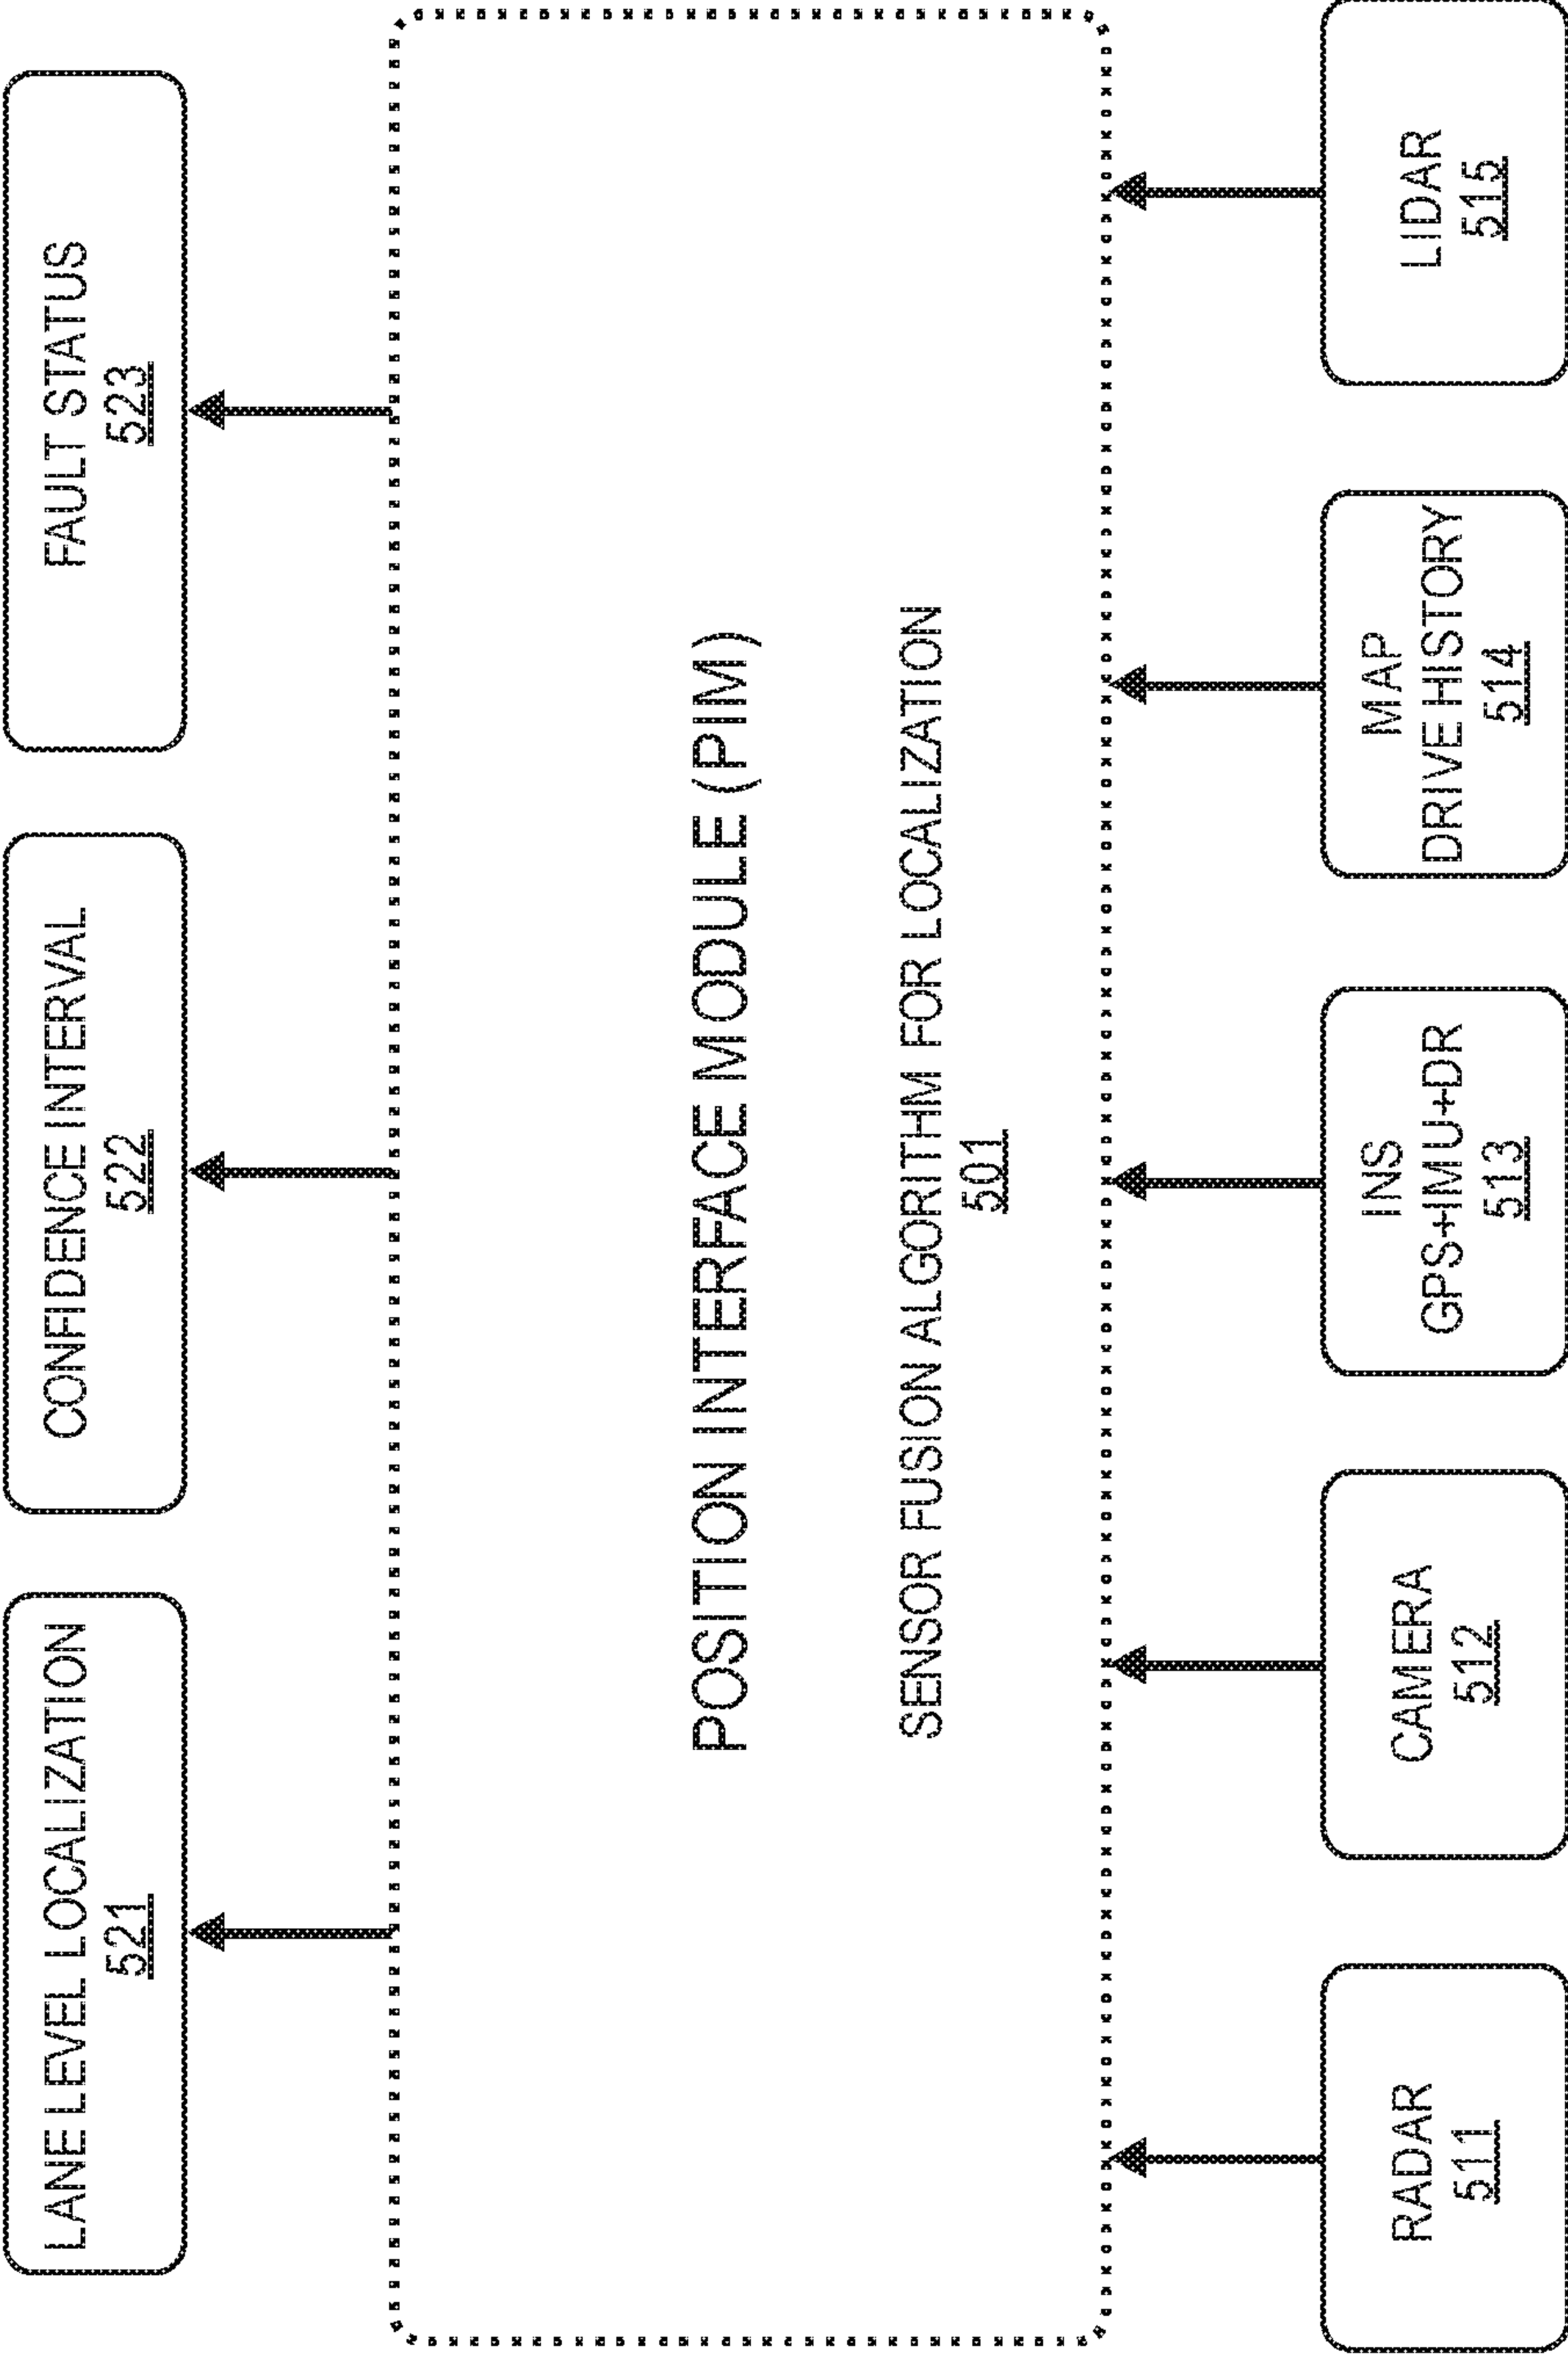 LANE LEVEL LOCALIZATION
521
CONFIDENCE INTERVAL
522
FAULT STATUS
523
POSITION INTERFACE MODULE (PIM)
SENSOR FUSION ALGORITHM FOR LOCALIZATION
501
RADAR
511
CAMERA
512
INS
GPS+IMU+DR
513
MAP
DRIVE HISTORY
514
LIDAR
515